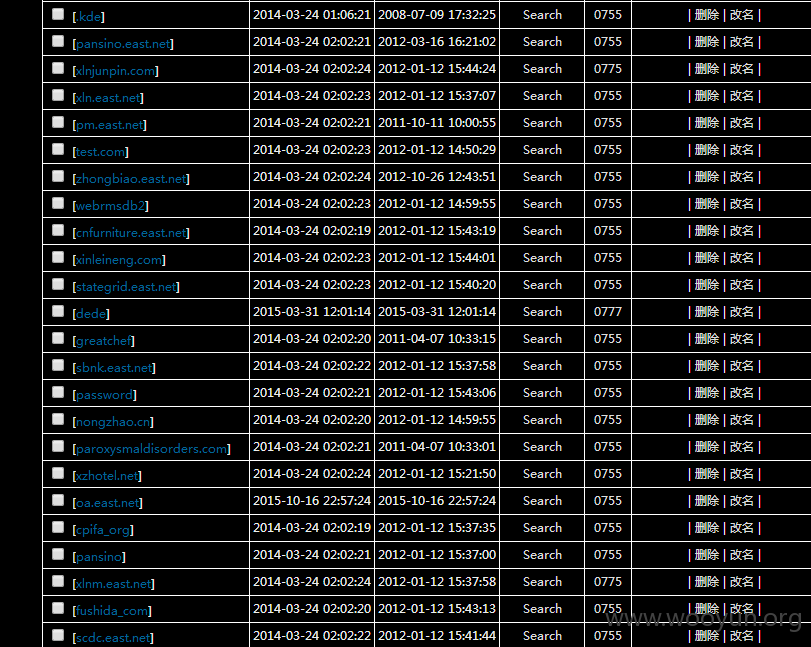 [.kde] 2014-03-24 01:06:21 2008-07-09 17:32:25 Search 0755 | 删除 | 改名 |
[pansino.east.net] 2014-03-24 02:02:21 2012-03-16 16:21:02 Search 0755 | 删除 | 改名 |
[xlnjunpin.com] 2014-03-24 02:02:24 2012-01-12 15:44:24 Search 0775 | 删除 | 改名 |
[xln.east.net] 2014-03-24 02:02:23 2012-01-12 15:37:07 Search 0755 | 删除 | 改名 |
[pm.east.net] 2014-03-24 02:02:21 2011-10-11 10:00:55 Search 0755 | 删除 | 改名 |
[test.com] 2014-03-24 02:02:23 2012-01-12 14:50:29 Search 0755 | 删除 | 改名 |
[zhongbiao.east.net] 2014-03-24 02:02:24 2012-10-26 12:43:51 Search 0755 | 删除 | 改名 |
[webrmsdb2] 2014-03-24 02:02:23 2012-01-12 14:59:55 Search 0755 | 删除 | 改名 |
[cnfurniture.east.net] 2014-03-24 02:02:19 2012-01-12 15:43:19 Search 0755 | 删除 | 改名 |
[xinleineng.com] 2014-03-24 02:02:23 2012-01-12 15:44:01 Search 0755 | 删除 | 改名 |
[stategrid.east.net] 2014-03-24 02:02:23 2012-01-12 15:40:20 Search 0755 | 删除 | 改名 |
[dede] 2015-03-31 12:01:14 2015-03-31 12:01:14 Search 0777 | 删除 | 改名 |
[greatchef] 2014-03-24 02:02:20 2011-04-07 10:33:15 Search 0755 | 删除 | 改名 |
[sbnk.east.net] 2014-03-24 02:02:22 2012-01-12 15:37:58 Search 0755 | 删除 | 改名 |
[password] 2014-03-24 02:02:21 2012-01-12 15:43:06 Search 0755 | 删除 | 改名 |
[nongzhao.cn] 2014-03-24 02:02:20 2012-01-12 14:59:55 Search 0755 | 删除 | 改名 |
[paroxysmaldisorders.com] 2014-03-24 02:02:21 2011-04-07 10:33:01 Search 0755 | 删除 | 改名 |
[xzhotel.net] 2014-03-24 02:02:24 2012-01-12 15:21:50 Search 0755 | 删除 | 改名 |
[oa.east.net] 2015-10-16 22:57:24 2015-10-16 22:57:24 Search 0755 | 删除 | 改名 |
[cpifa_org] 2014-03-24 02:02:19 2012-01-12 15:37:35 Search 0755 | 删除 | 改名 |
[pansino] 2014-03-24 02:02:21 2012-01-12 15:37:00 Search 0755 | 删除 | 改名 |
[xlnm.east.net] 2014-03-24 02:02:24 2012-01-12 15:37:58 Search 0775 | 删除 | 改名 |
[fushida_com] 2014-03-24 02:02:20 2012-01-12 15:43:13 Search 0755 | 删除 | 改名 |
www.wooyun.org
[scdc.east.net] 2014-03-24 02:02:22 2012-01-12 15:41:44 Search 0755 | 删除 | 改名 |